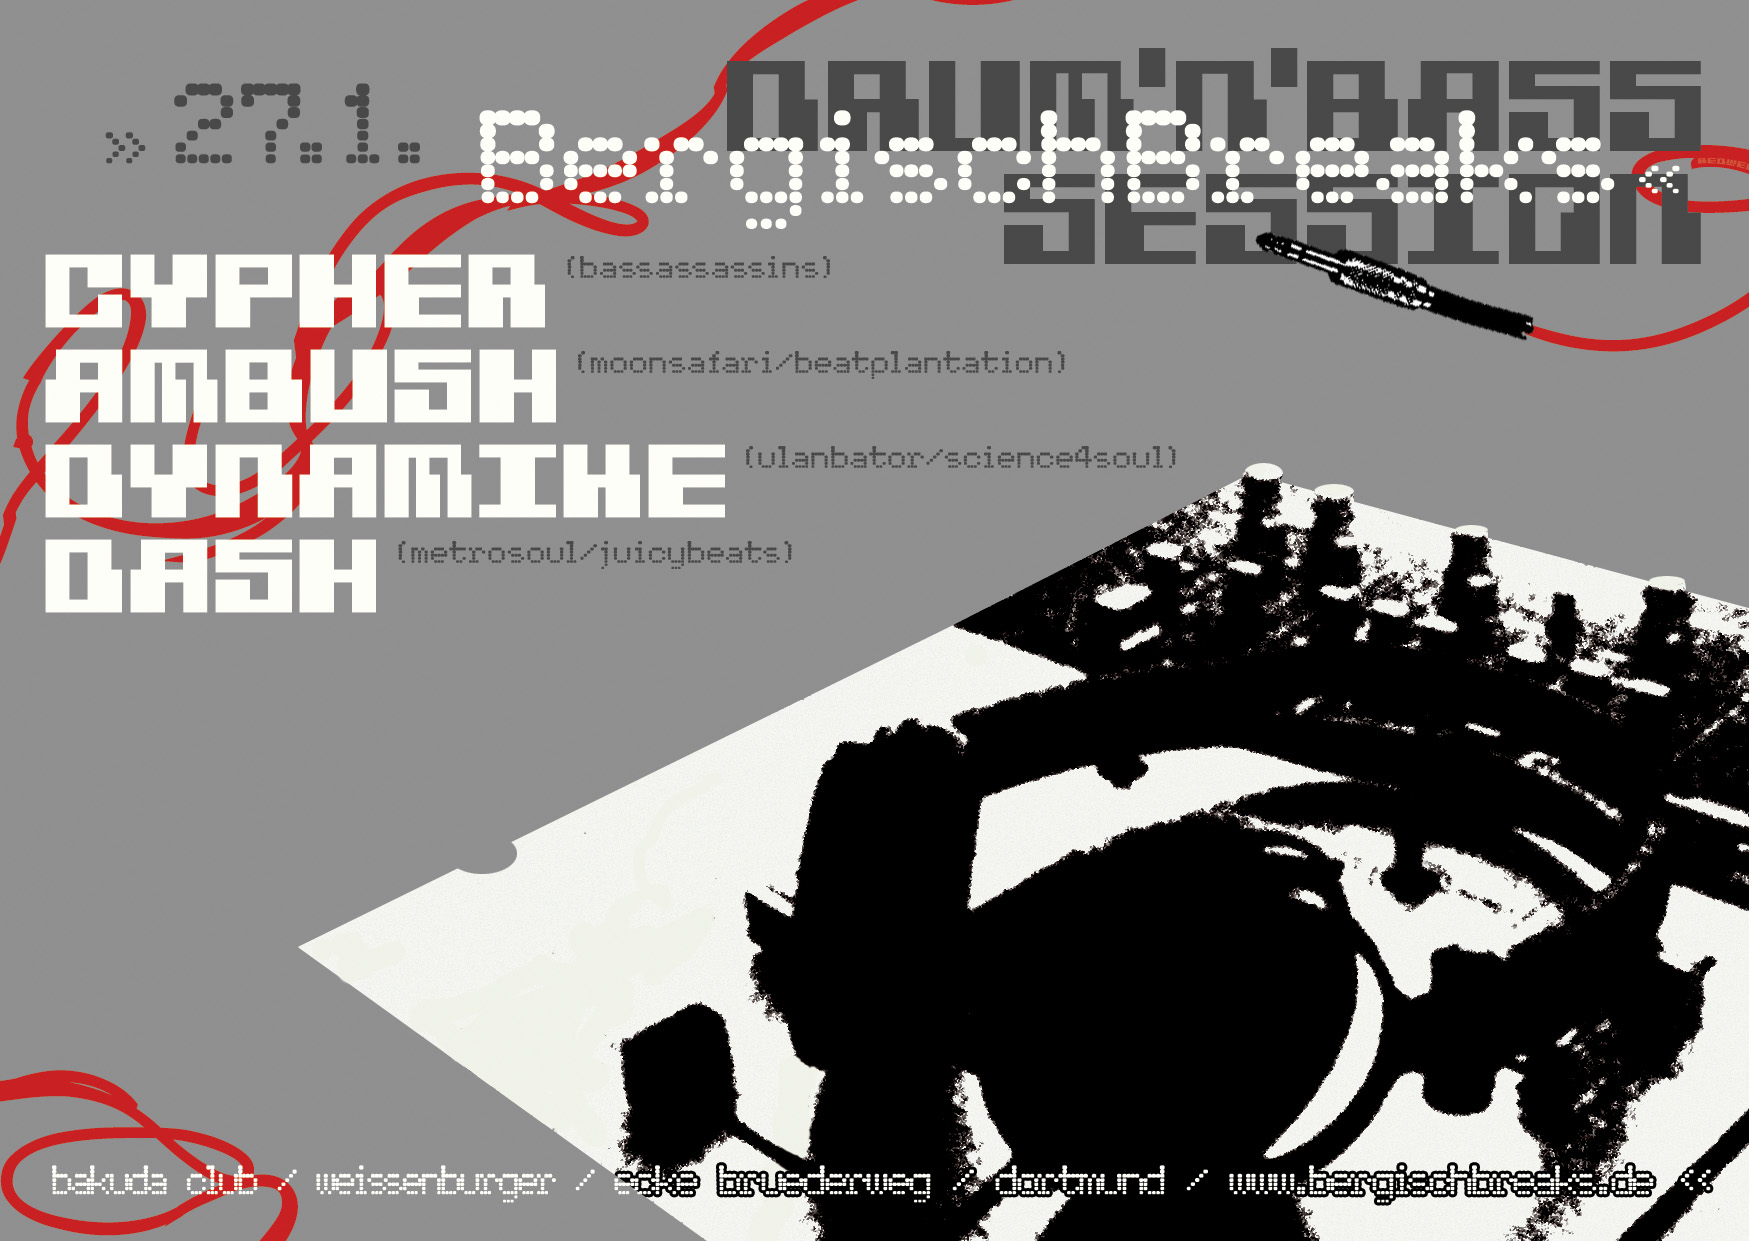 DRUM'N'BASS
» 27.1. BergischBreaks. «
SESSION
CYPHER (bassassassins)
AMBUSH (moonsafari/beatplantation)
DYNAMIKE (ulanbator/science4soul)
DASH (metrosoul/juicybeats)
bakuda club / weissenburger / ecke bruederweg / dortmund / www.bergischbreaks.de «